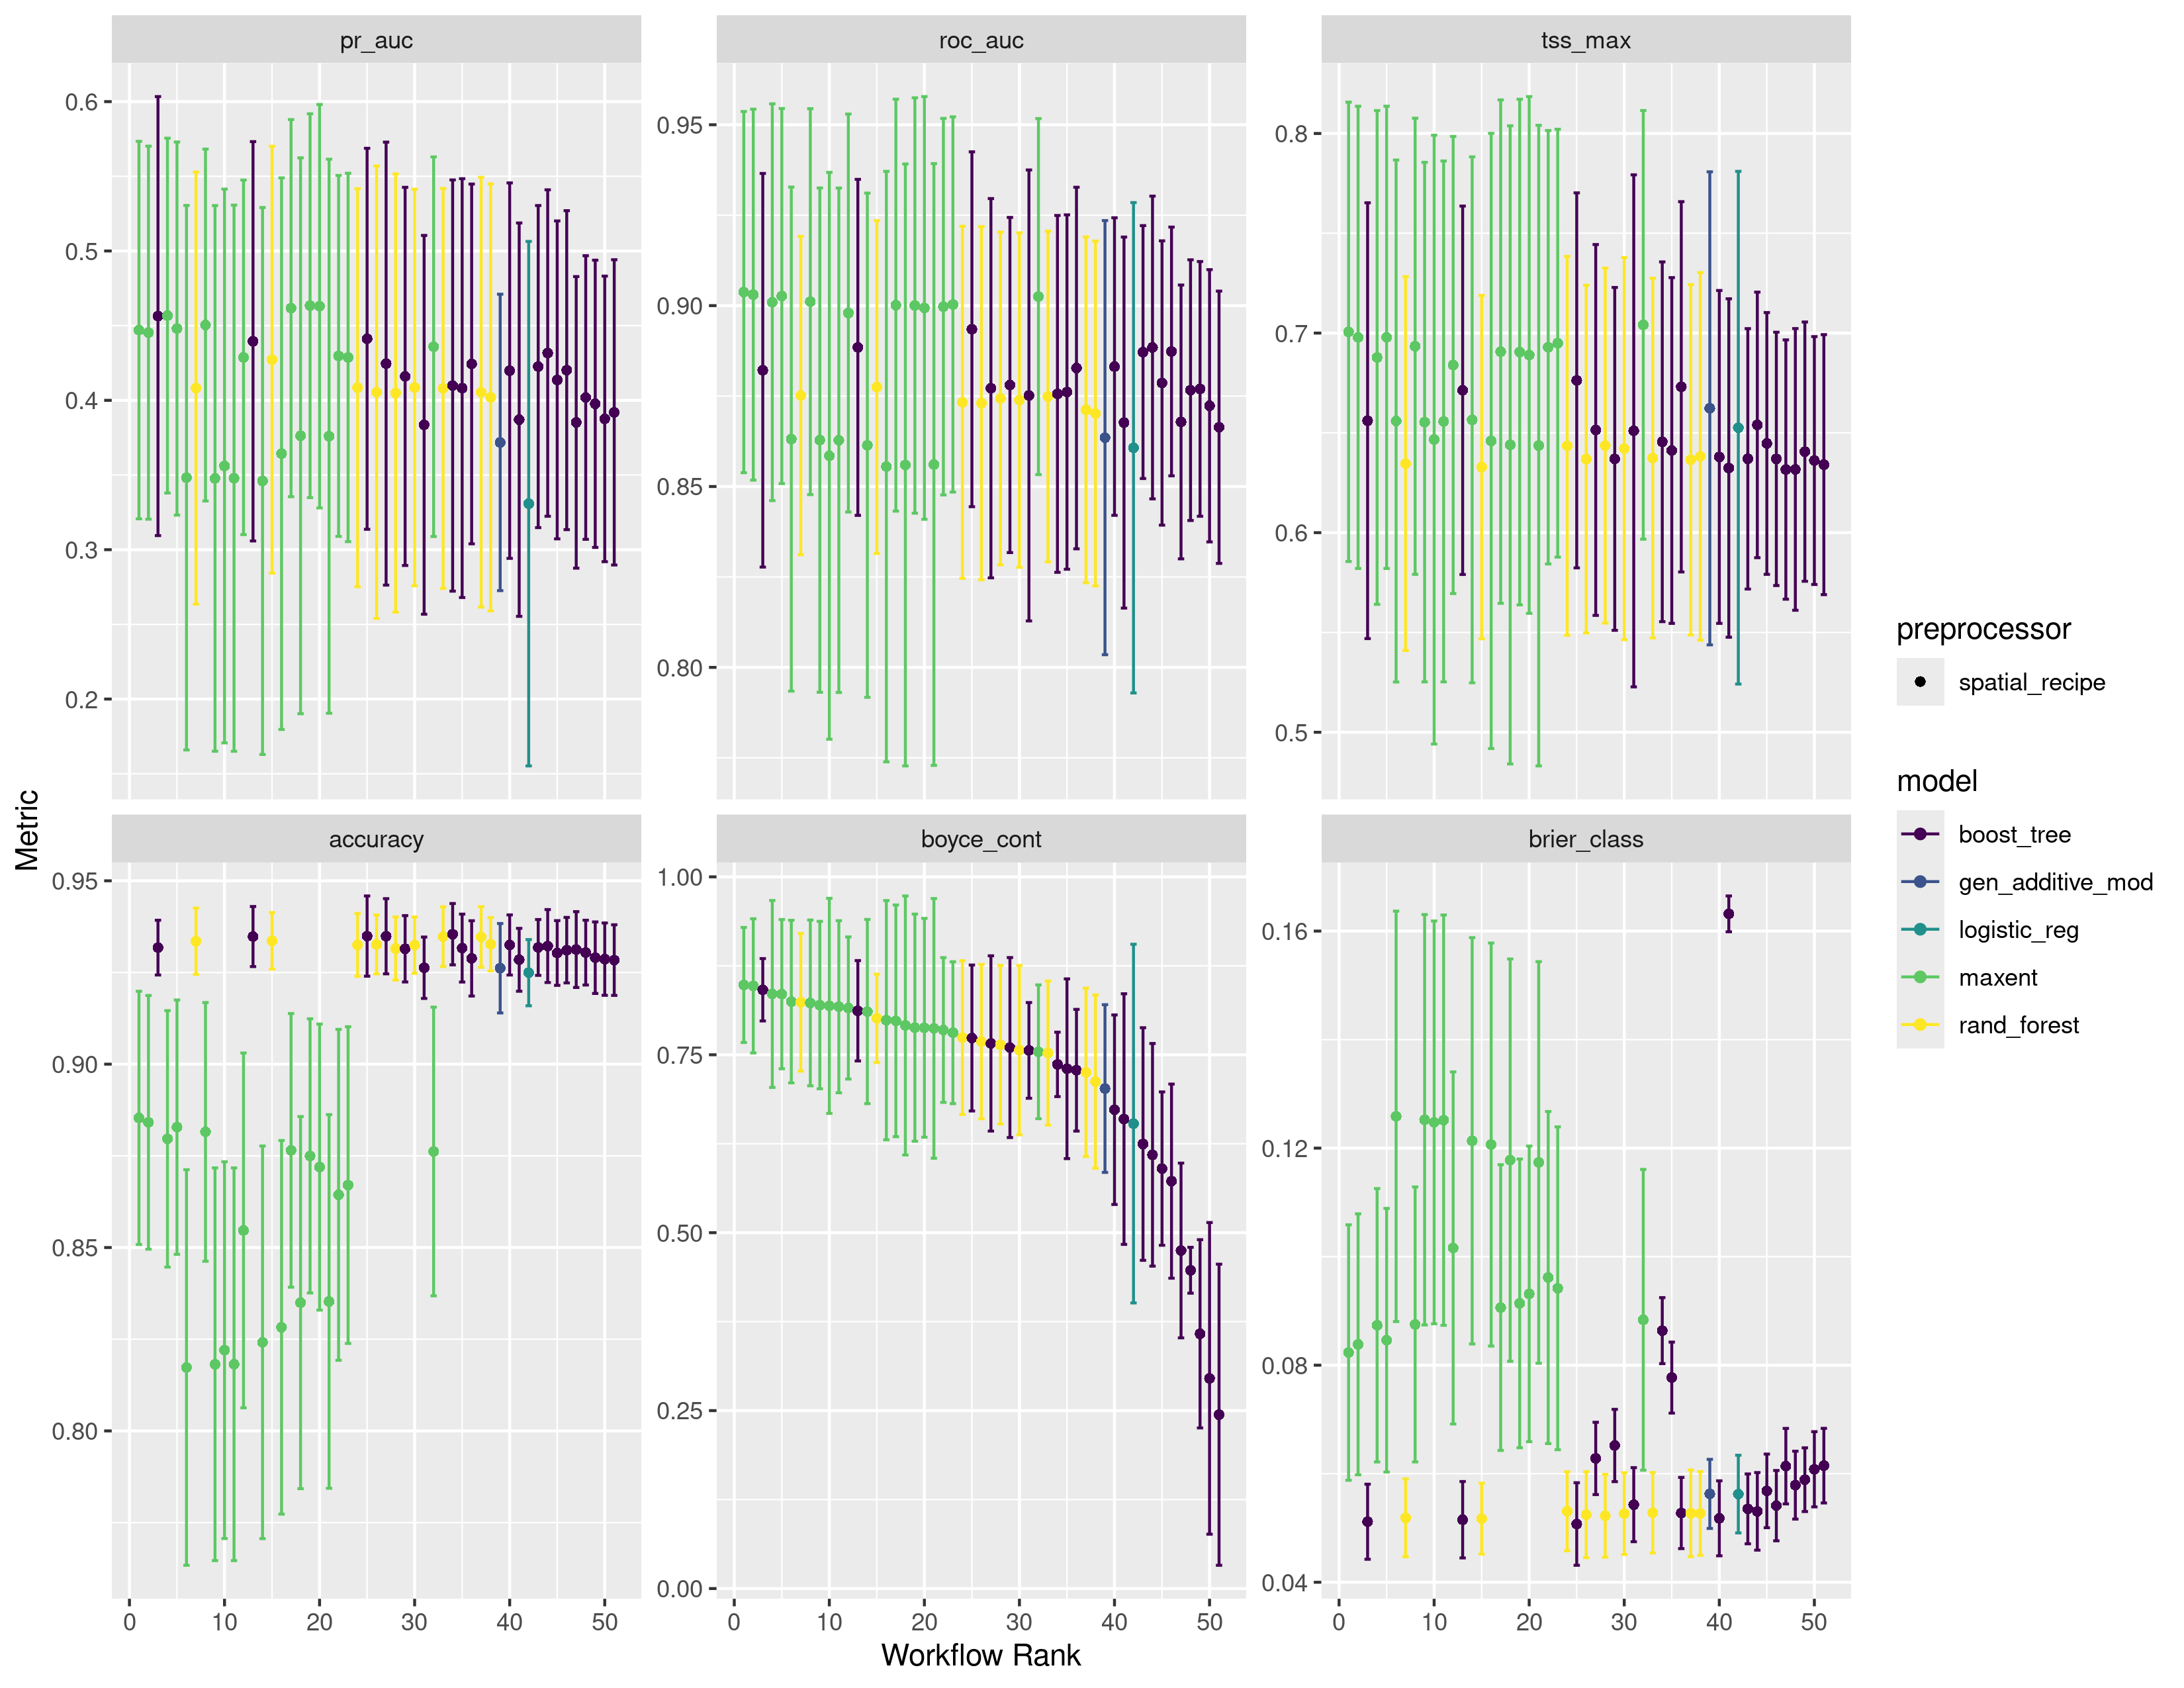 pr_auc
roc_auc
tss_max
0.6
0.5
0.4
0.3
0.2
0.95
0.90
0.85
0.80
0.8
0.7
0.6
0.5
accuracy
boyce_cont
brier_class
0.95
0.90
0.85
0.80
1.00
0.75
0.50
0.25
0.00
0.16
0.12
0.08
0.04
0 10 20 30 40 50
0 10 20 30 40 50
0 10 20 30 40 50
Workflow Rank
Metric
preprocessor
spatial_recipe
model
boost_tree
gen_additive_mod
logistic_reg
maxent
rand_forest